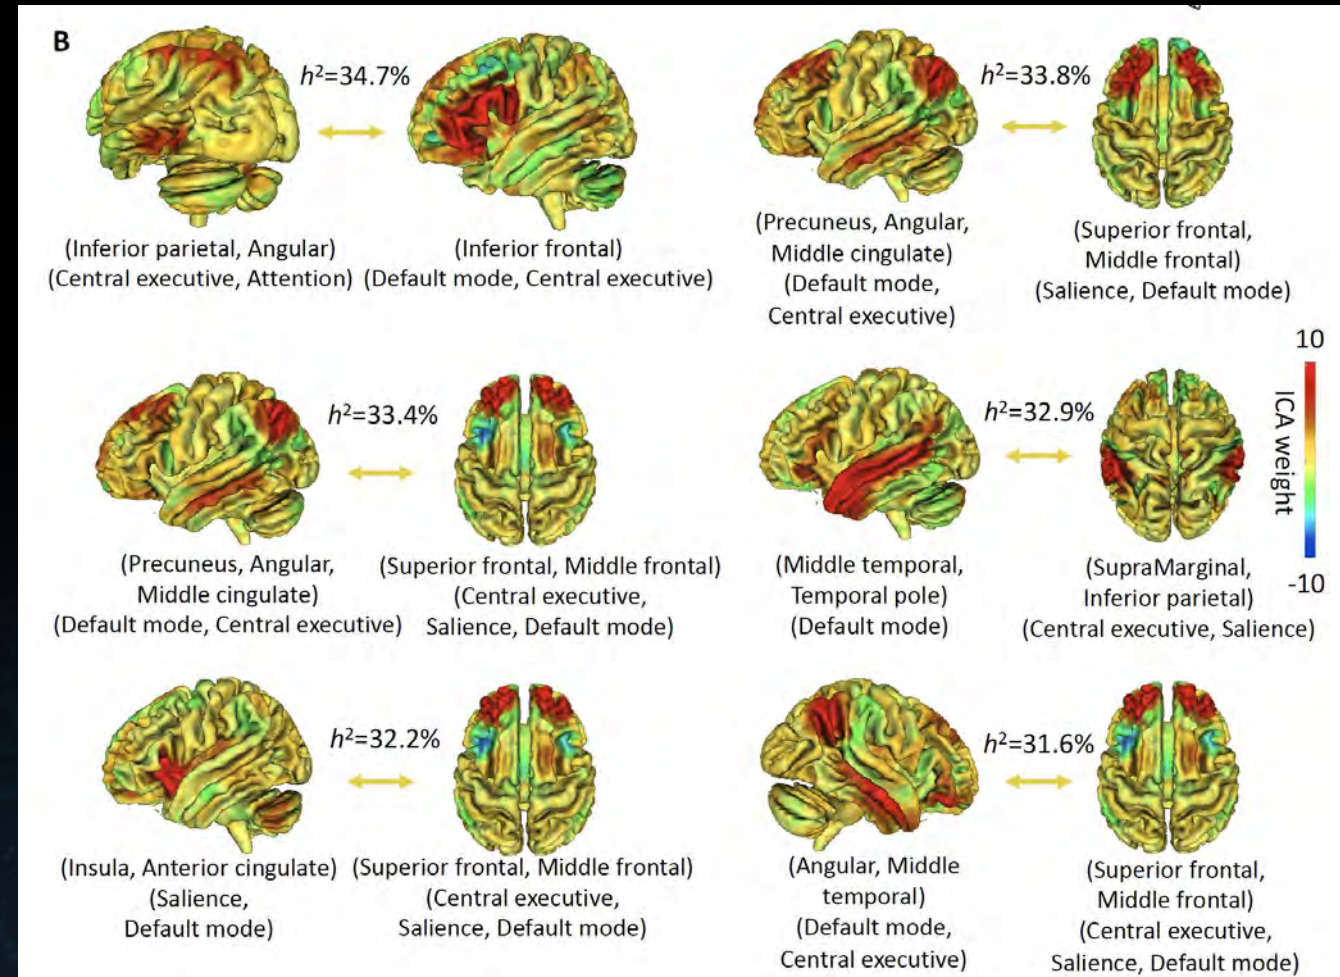 B
h²=34.7%
(Inferior parietal, Angular)
(Central executive, Attention)
(Inferior frontal)
(Default mode, Central executive)
h²=33.8%
(Precuneus, Angular,
Middle cingulate)
(Default mode,
Central executive)
(Superior frontal,
Middle frontal)
(Salience, Default mode)
h²=33.4%
(Precuneus, Angular,
Middle cingulate)
(Default mode, Central executive)
(Superior frontal, Middle frontal)
(Central executive,
Salience, Default mode)
h²=32.9%
(Middle temporal,
Temporal pole)
(Default mode)
(SupraMarginal,
Inferior parietal)
(Central executive, Salience)
10
ICA weight
-10
h²=32.2%
(Insula, Anterior cingulate)
(Salience,
Default mode)
(Superior frontal, Middle frontal)
(Central executive,
Salience, Default mode)
h²=31.6%
(Angular, Middle
temporal)
(Default mode,
Central executive)
(Superior frontal,
Middle frontal)
(Central executive,
Salience, Default mode)